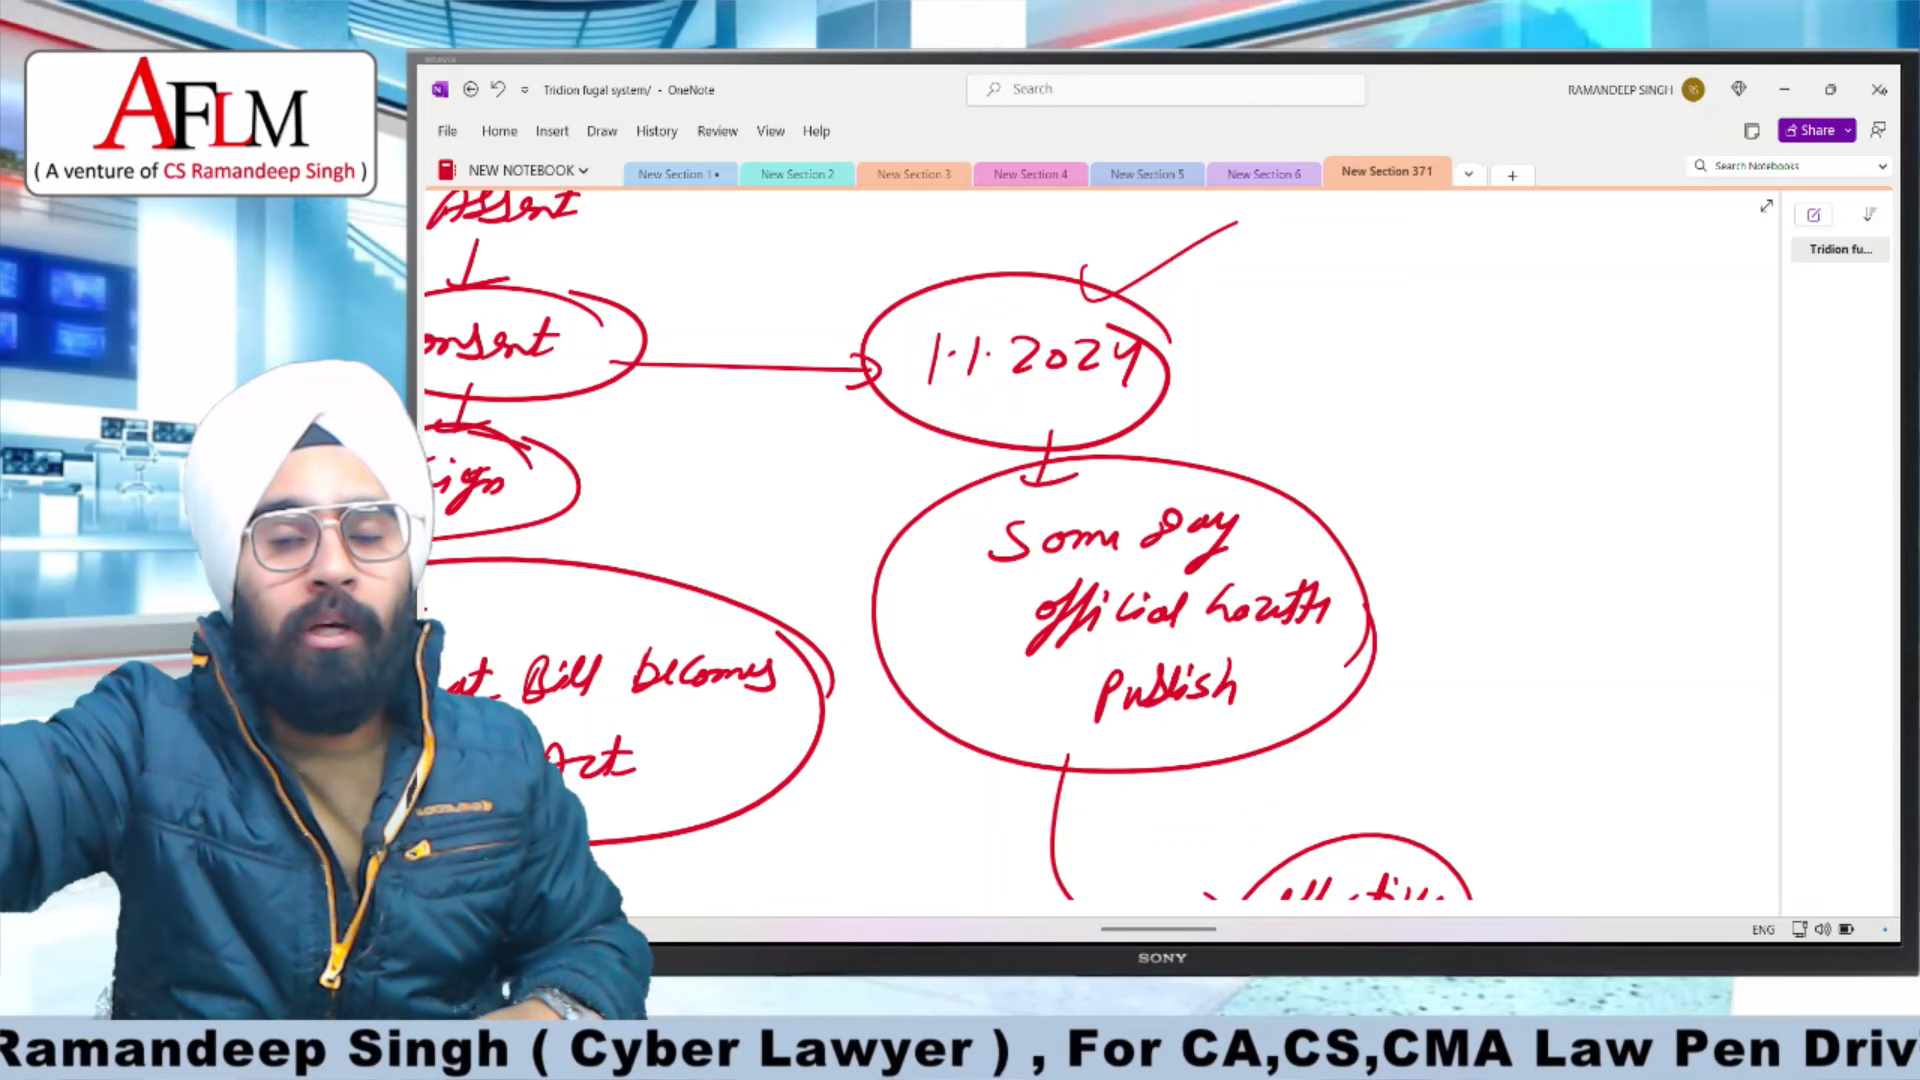 AFLM
( A venture of CS Ramandeep Singh )
Tridion fugal system/ - OneNote
Search
RAMANDEEP SINGH
RS
File Home Insert Draw History Review View Help
Share
NEW NOTEBOOK
New Section 1
New Section 2
New Section 3
New Section 4
New Section 5
New Section 6
New Section 371
Search Notebooks
Tridion fu...
Assent
onsent
1.1.2024
ign
Some Day
official
Publish
at Bill becomes
Act
ENG
SONY
Ramandeep Singh ( Cyber Lawyer ) , For CA,CS,CMA Law Pen Driv